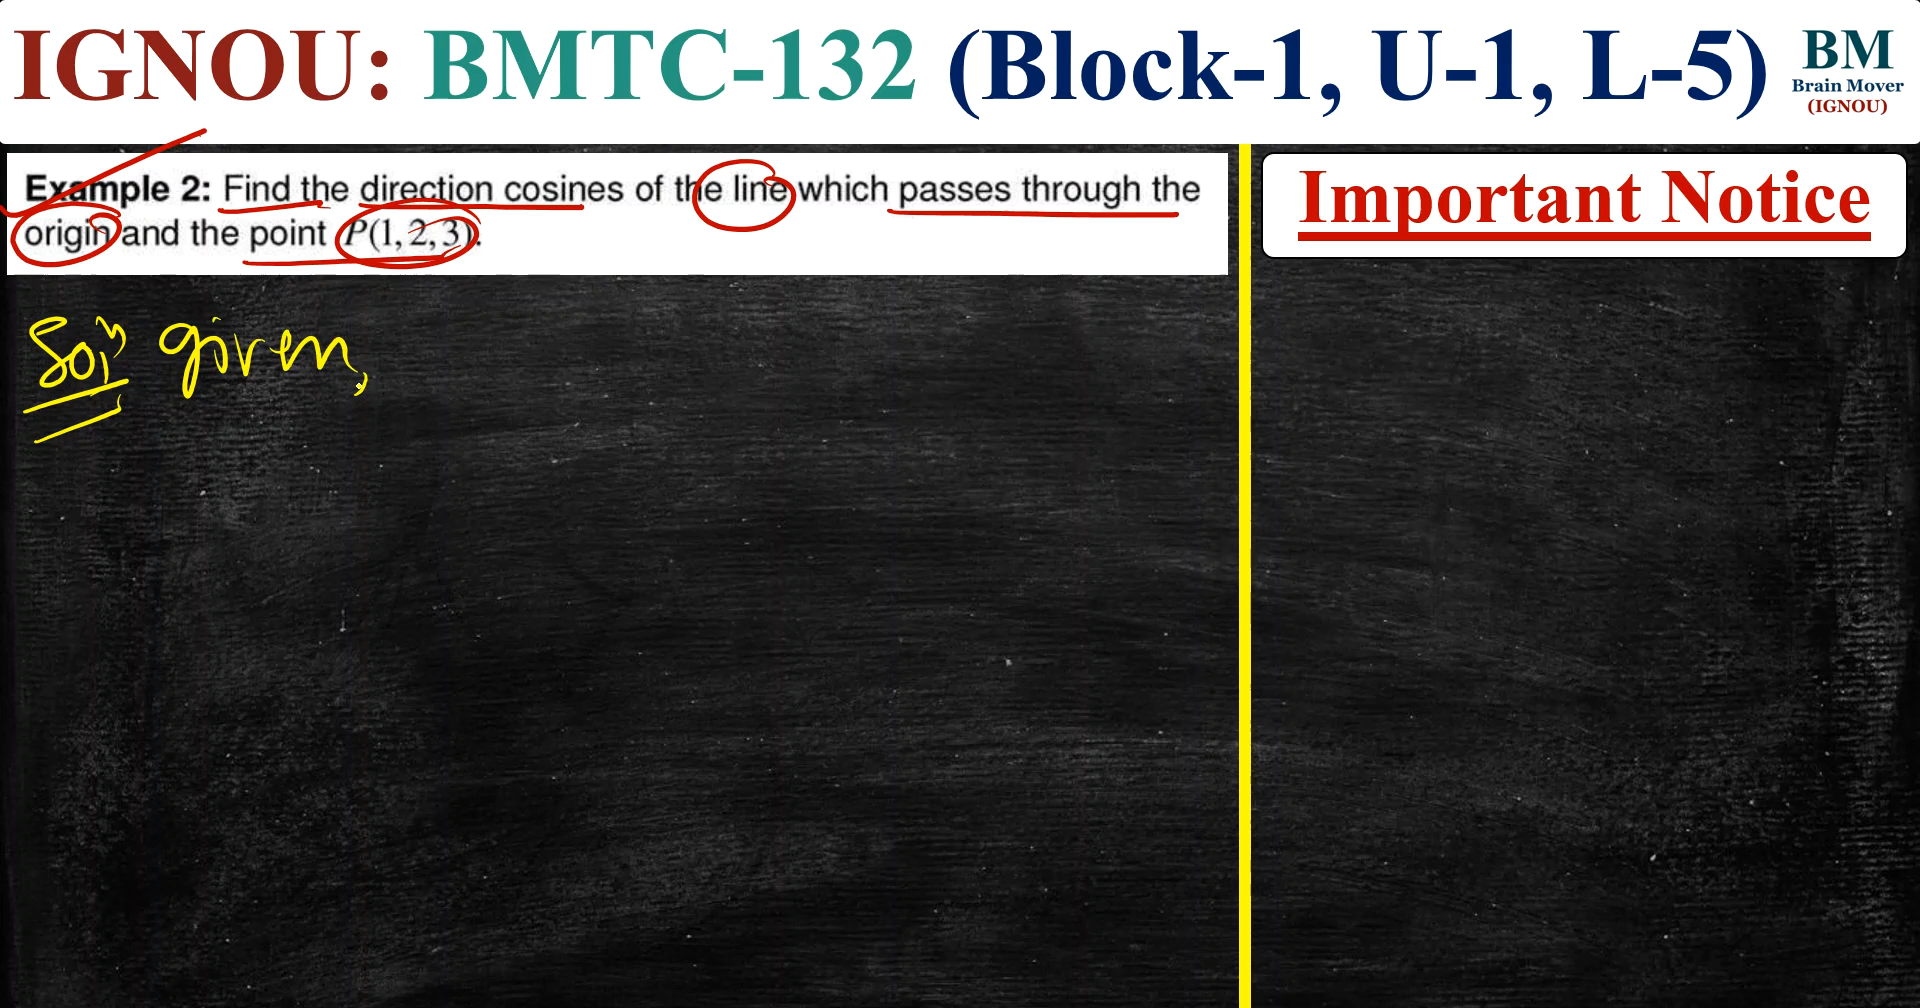 IGNOU: BMTC-132 (Block-1, U-1, L-5)
BM
Brain Mover
(IGNOU)
Example 2: Find the direction cosines of the line which passes through the
origin and the point P(1, 2, 3).
Important Notice
Solⁿ given,